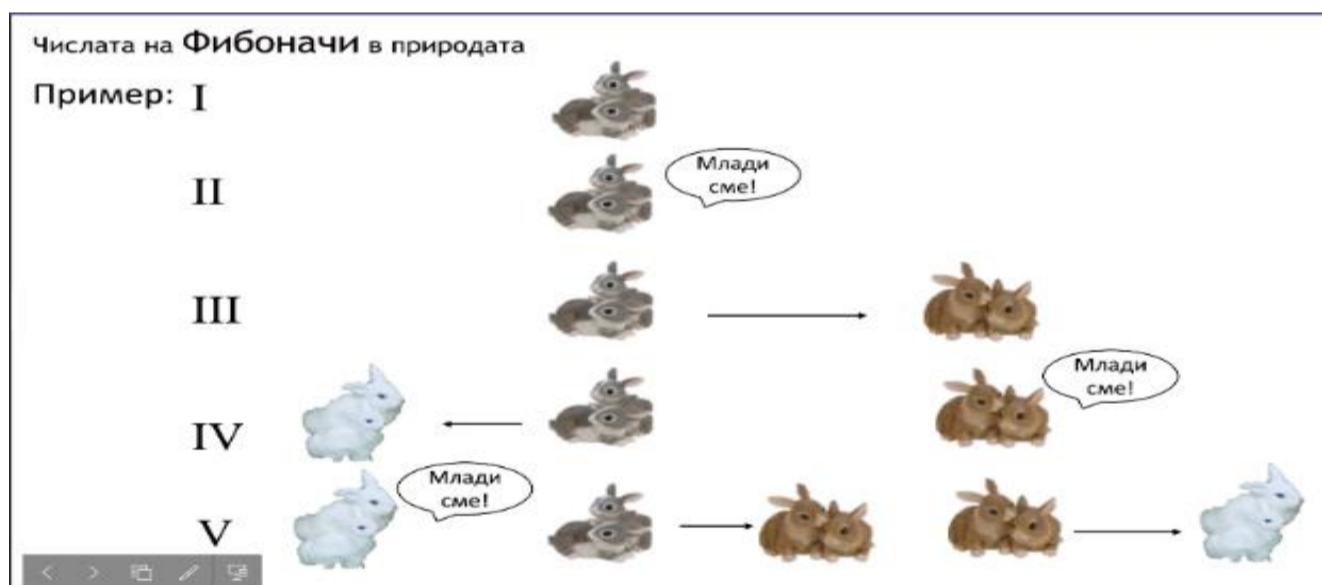 Числата на Фибоначи в природата
Пример: I
Млади
сме!
II
III
Млади
сме!
IV
Млади
сме!
V